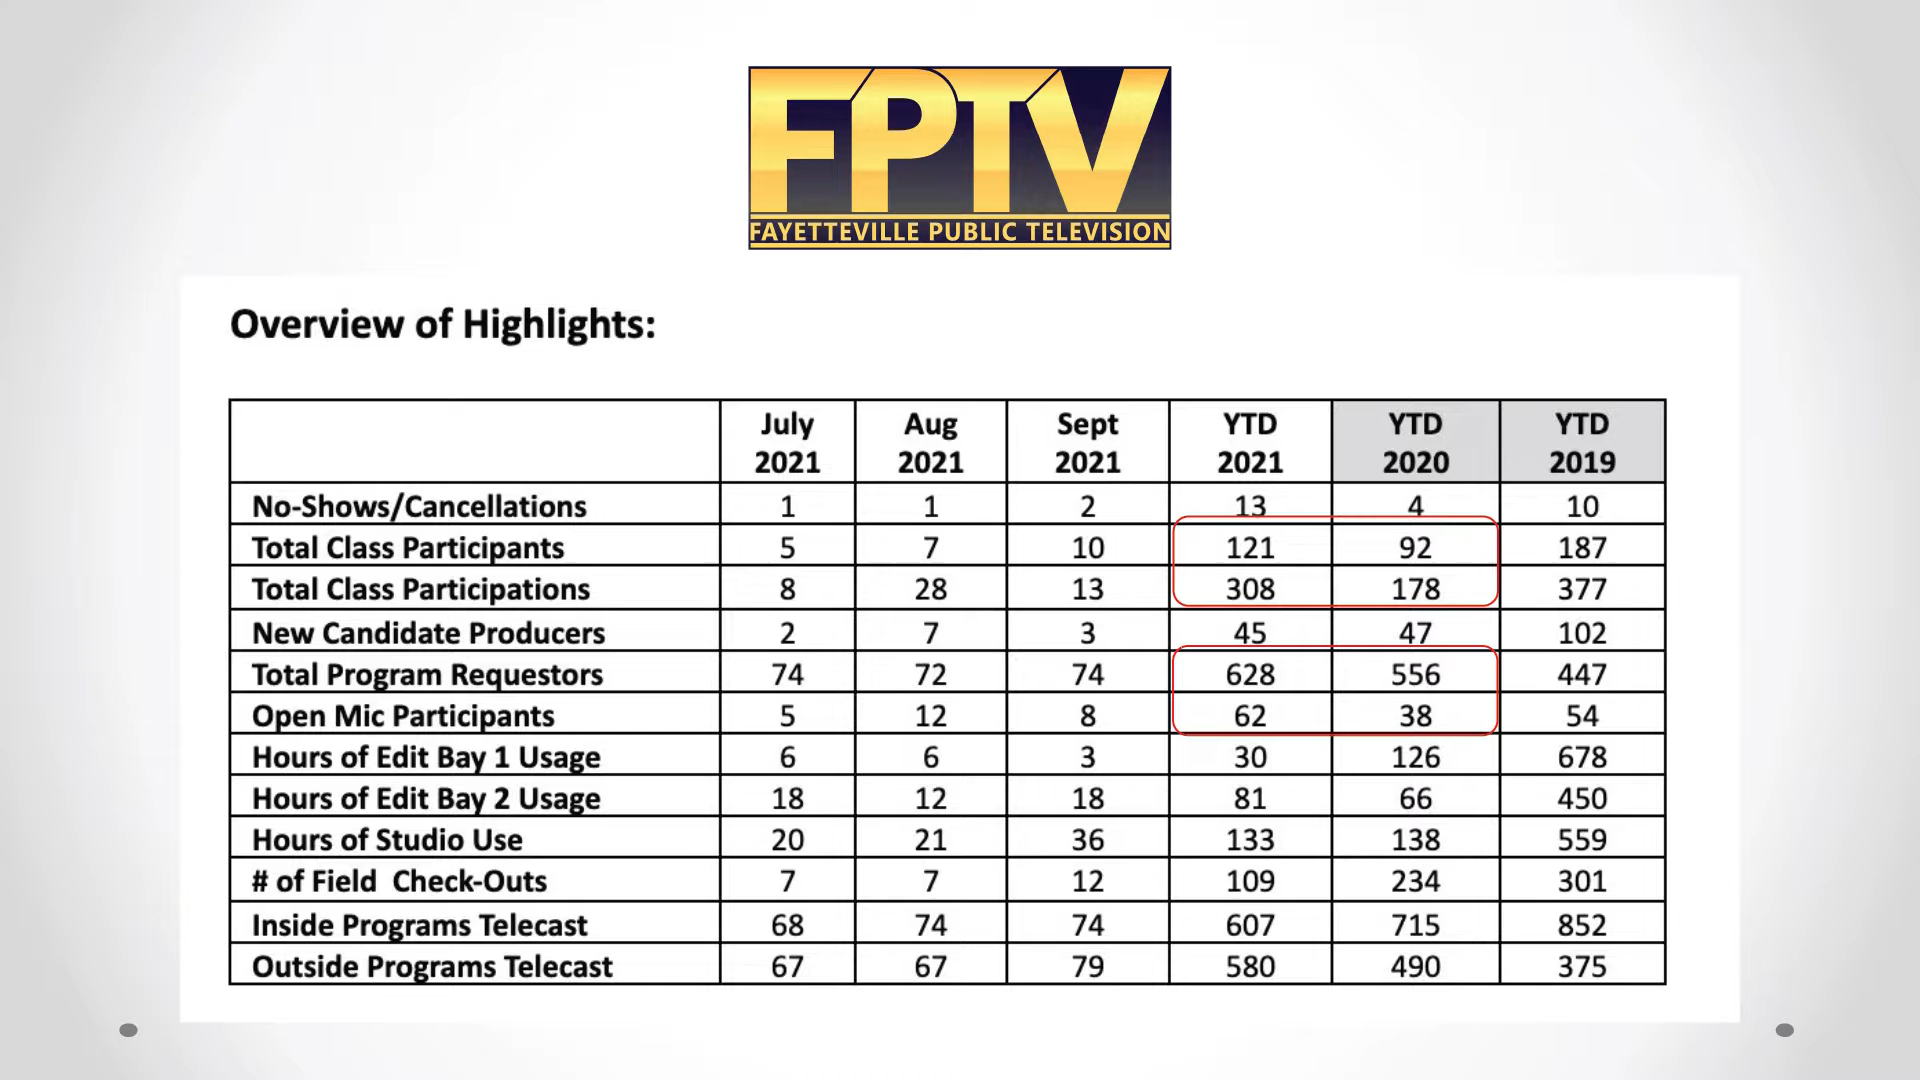 FPTV
FAYETTEVILLE PUBLIC TELEVISION
Overview of Highlights:
July 2021 Aug 2021 Sept 2021 YTD 2021 YTD 2020 YTD 2019
No-Shows/Cancellations 1 1 2 13 4 10
Total Class Participants 5 7 10 121 92 187
Total Class Participations 8 28 13 308 178 377
New Candidate Producers 2 7 3 45 47 102
Total Program Requestors 74 72 74 628 556 447
Open Mic Participants 5 12 8 62 38 54
Hours of Edit Bay 1 Usage 6 6 3 30 126 678
Hours of Edit Bay 2 Usage 18 12 18 81 66 450
Hours of Studio Use 20 21 36 133 138 559
# of Field Check-Outs 7 7 12 109 234 301
Inside Programs Telecast 68 74 74 607 715 852
Outside Programs Telecast 67 67 79 580 490 375